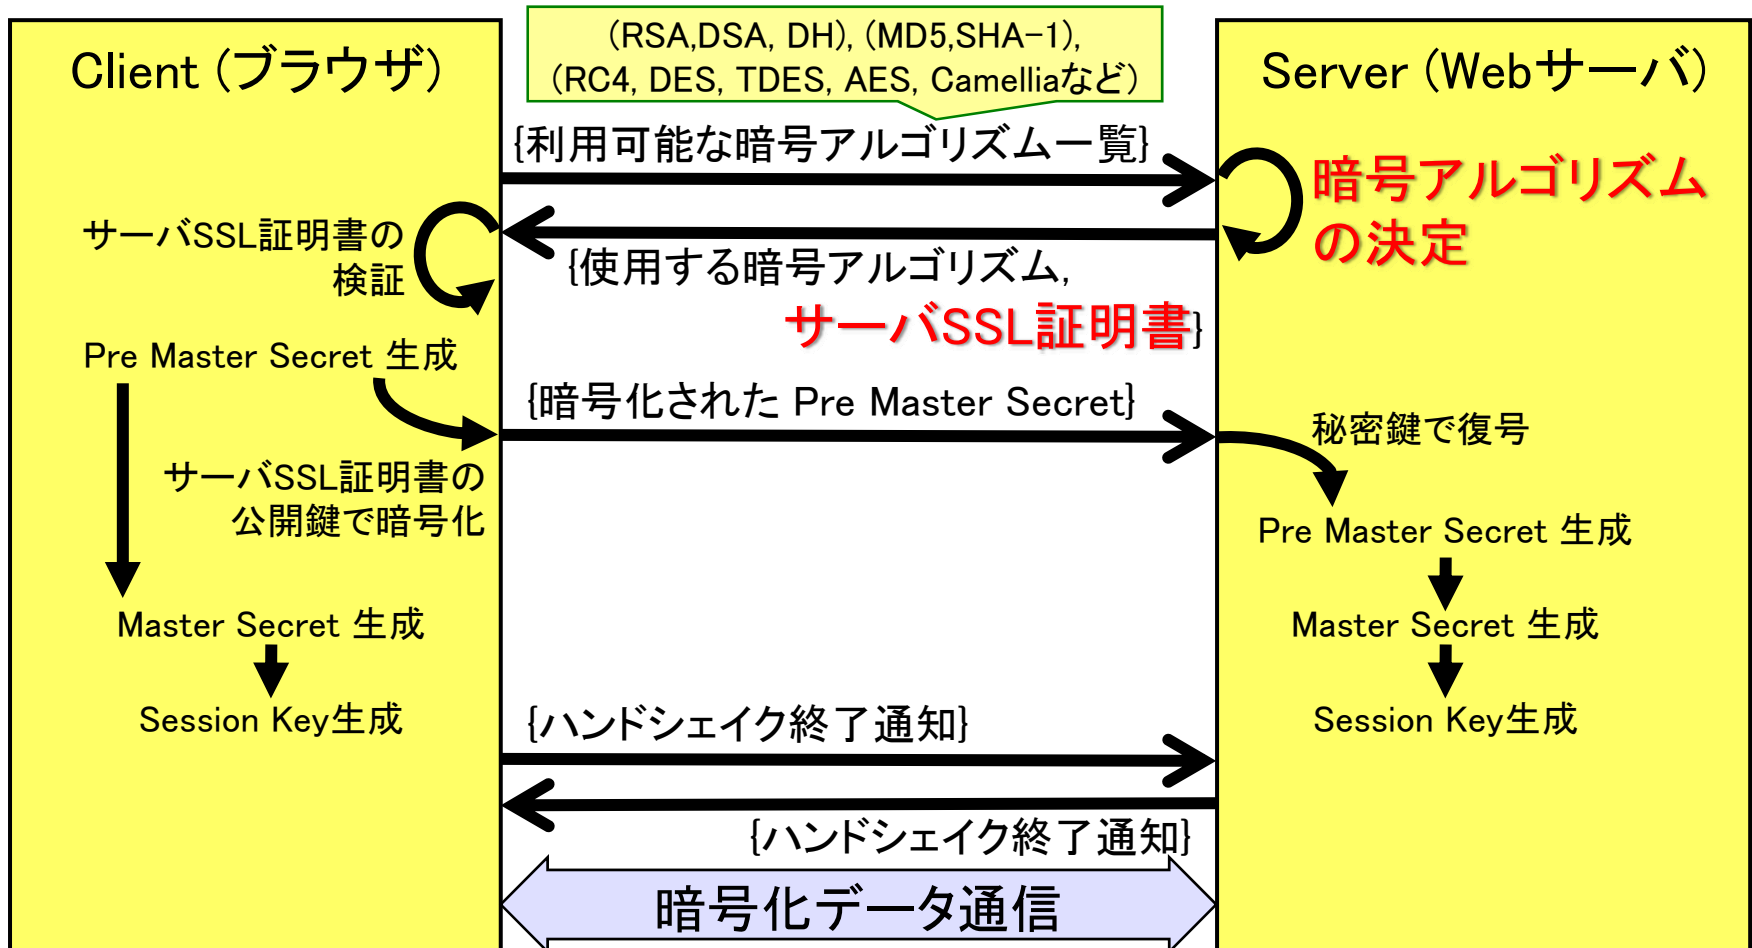 Client (ブラウザ)
(RSA,DSA, DH), (MD5,SHA-1),
(RC4, DES, TDES, AES, Camelliaなど)
Server (Webサーバ)
{利用可能な暗号アルゴリズム一覧}
暗号アルゴリズム
の決定
サーバSSL証明書の
検証
{使用する暗号アルゴリズム,
サーバSSL証明書}
Pre Master Secret 生成
{暗号化された Pre Master Secret}
秘密鍵で復号
サーバSSL証明書の
公開鍵で暗号化
Pre Master Secret 生成
Master Secret 生成
Master Secret 生成
Session Key生成
Session Key生成
{ハンドシェイク終了通知}
{ハンドシェイク終了通知}
暗号化データ通信